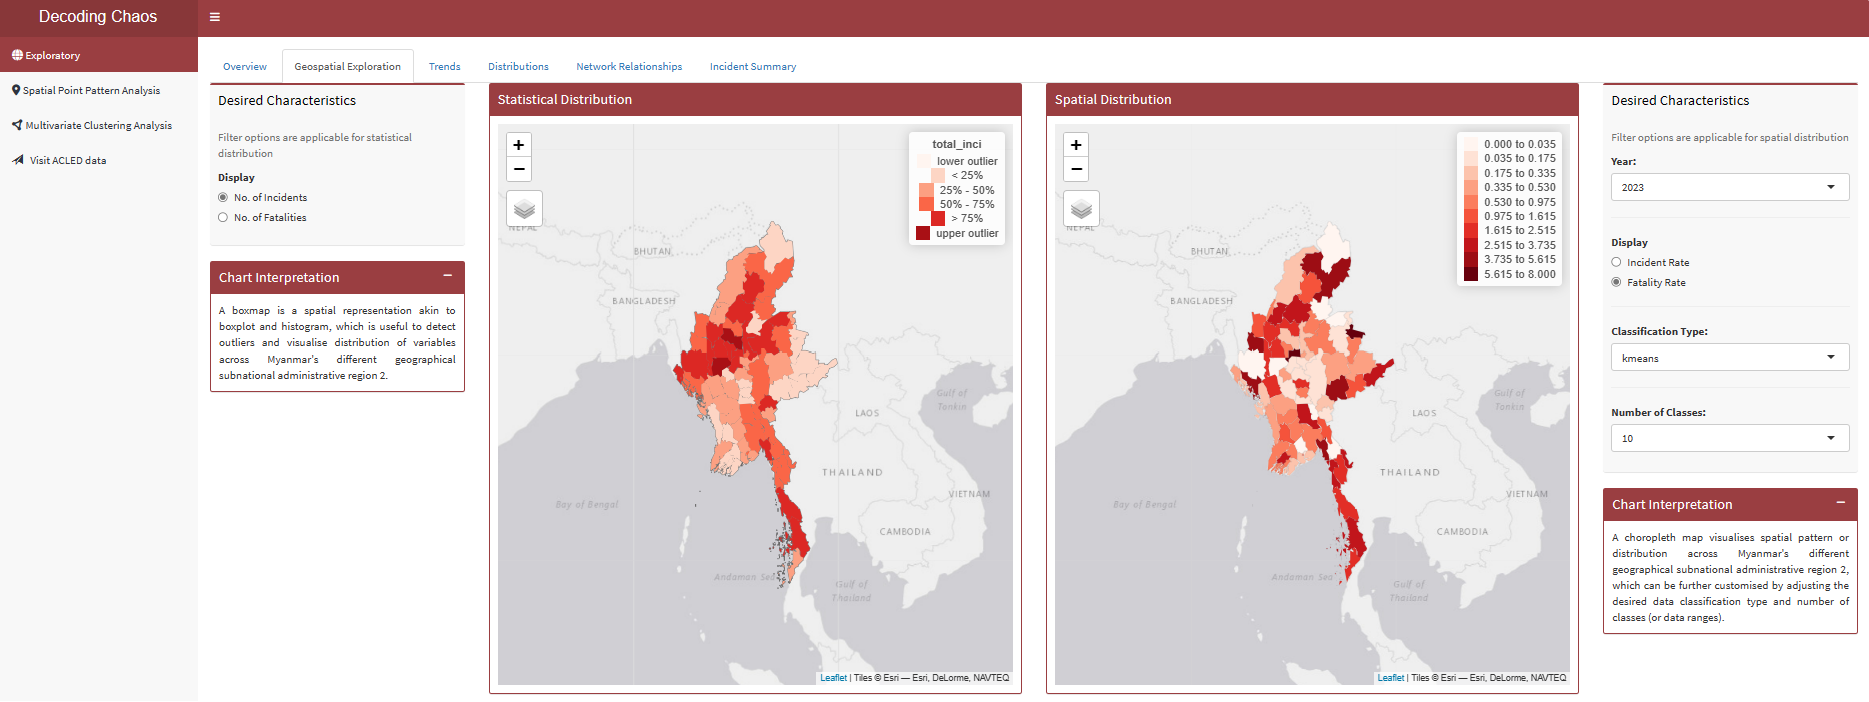 Decoding Chaos
Exploratory
Spatial Point Pattern Analysis
Multivariate Clustering Analysis
Visit ACLED data
Overview
Geospatial Exploration
Trends
Distributions
Network Relationships
Incident Summary
Desired Characteristics
Filter options are applicable for statistical
distribution
Display
No. of Incidents
No. of Fatalities
Chart Interpretation
A boxmap is a spatial representation akin to
boxplot and histogram, which is useful to detect
outliers and visualise distribution of variables
across Myanmar's different geographical
subnational administrative region 2.
Statistical Distribution
+
−
total_inci
lower outlier
< 25%
25% - 50%
50% - 75%
> 75%
upper outlier
NEPAL
BHUTAN
BANGLADESH
LAOS
Gulf of
Tonkin
THAILAND
VIETNAM
Bay of Bengal
CAMBODIA
Andaman Sea
Gulf of
Thailand
Leaflet | Tiles © Esri — Esri, DeLorme, NAVTEQ
Spatial Distribution
+
−
0.000 to 0.035
0.035 to 0.175
0.175 to 0.335
0.335 to 0.530
0.530 to 0.975
0.975 to 1.615
1.615 to 2.515
2.515 to 3.735
3.735 to 5.615
5.615 to 8.000
NEPAL
BHUTAN
BANGLADESH
LAOS
Gulf of
Tonkin
THAILAND
VIETNAM
Bay of Bengal
CAMBODIA
Andaman Sea
Gulf of
Thailand
Leaflet | Tiles © Esri — Esri, DeLorme, NAVTEQ
Desired Characteristics
Filter options are applicable for spatial distribution
Year:
2023
Display
Incident Rate
Fatality Rate
Classification Type:
kmeans
Number of Classes:
10
Chart Interpretation
A choropleth map visualises spatial pattern or
distribution across Myanmar's different
geographical subnational administrative region 2,
which can be further customised by adjusting the
desired data classification type and number of
classes (or data ranges).